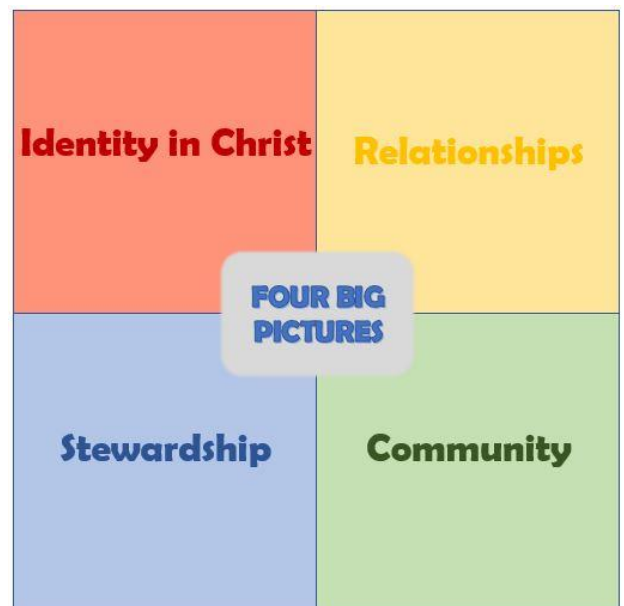 Identity in Christ
Relationships
FOUR BIG
PICTURES
Stewardship
Community